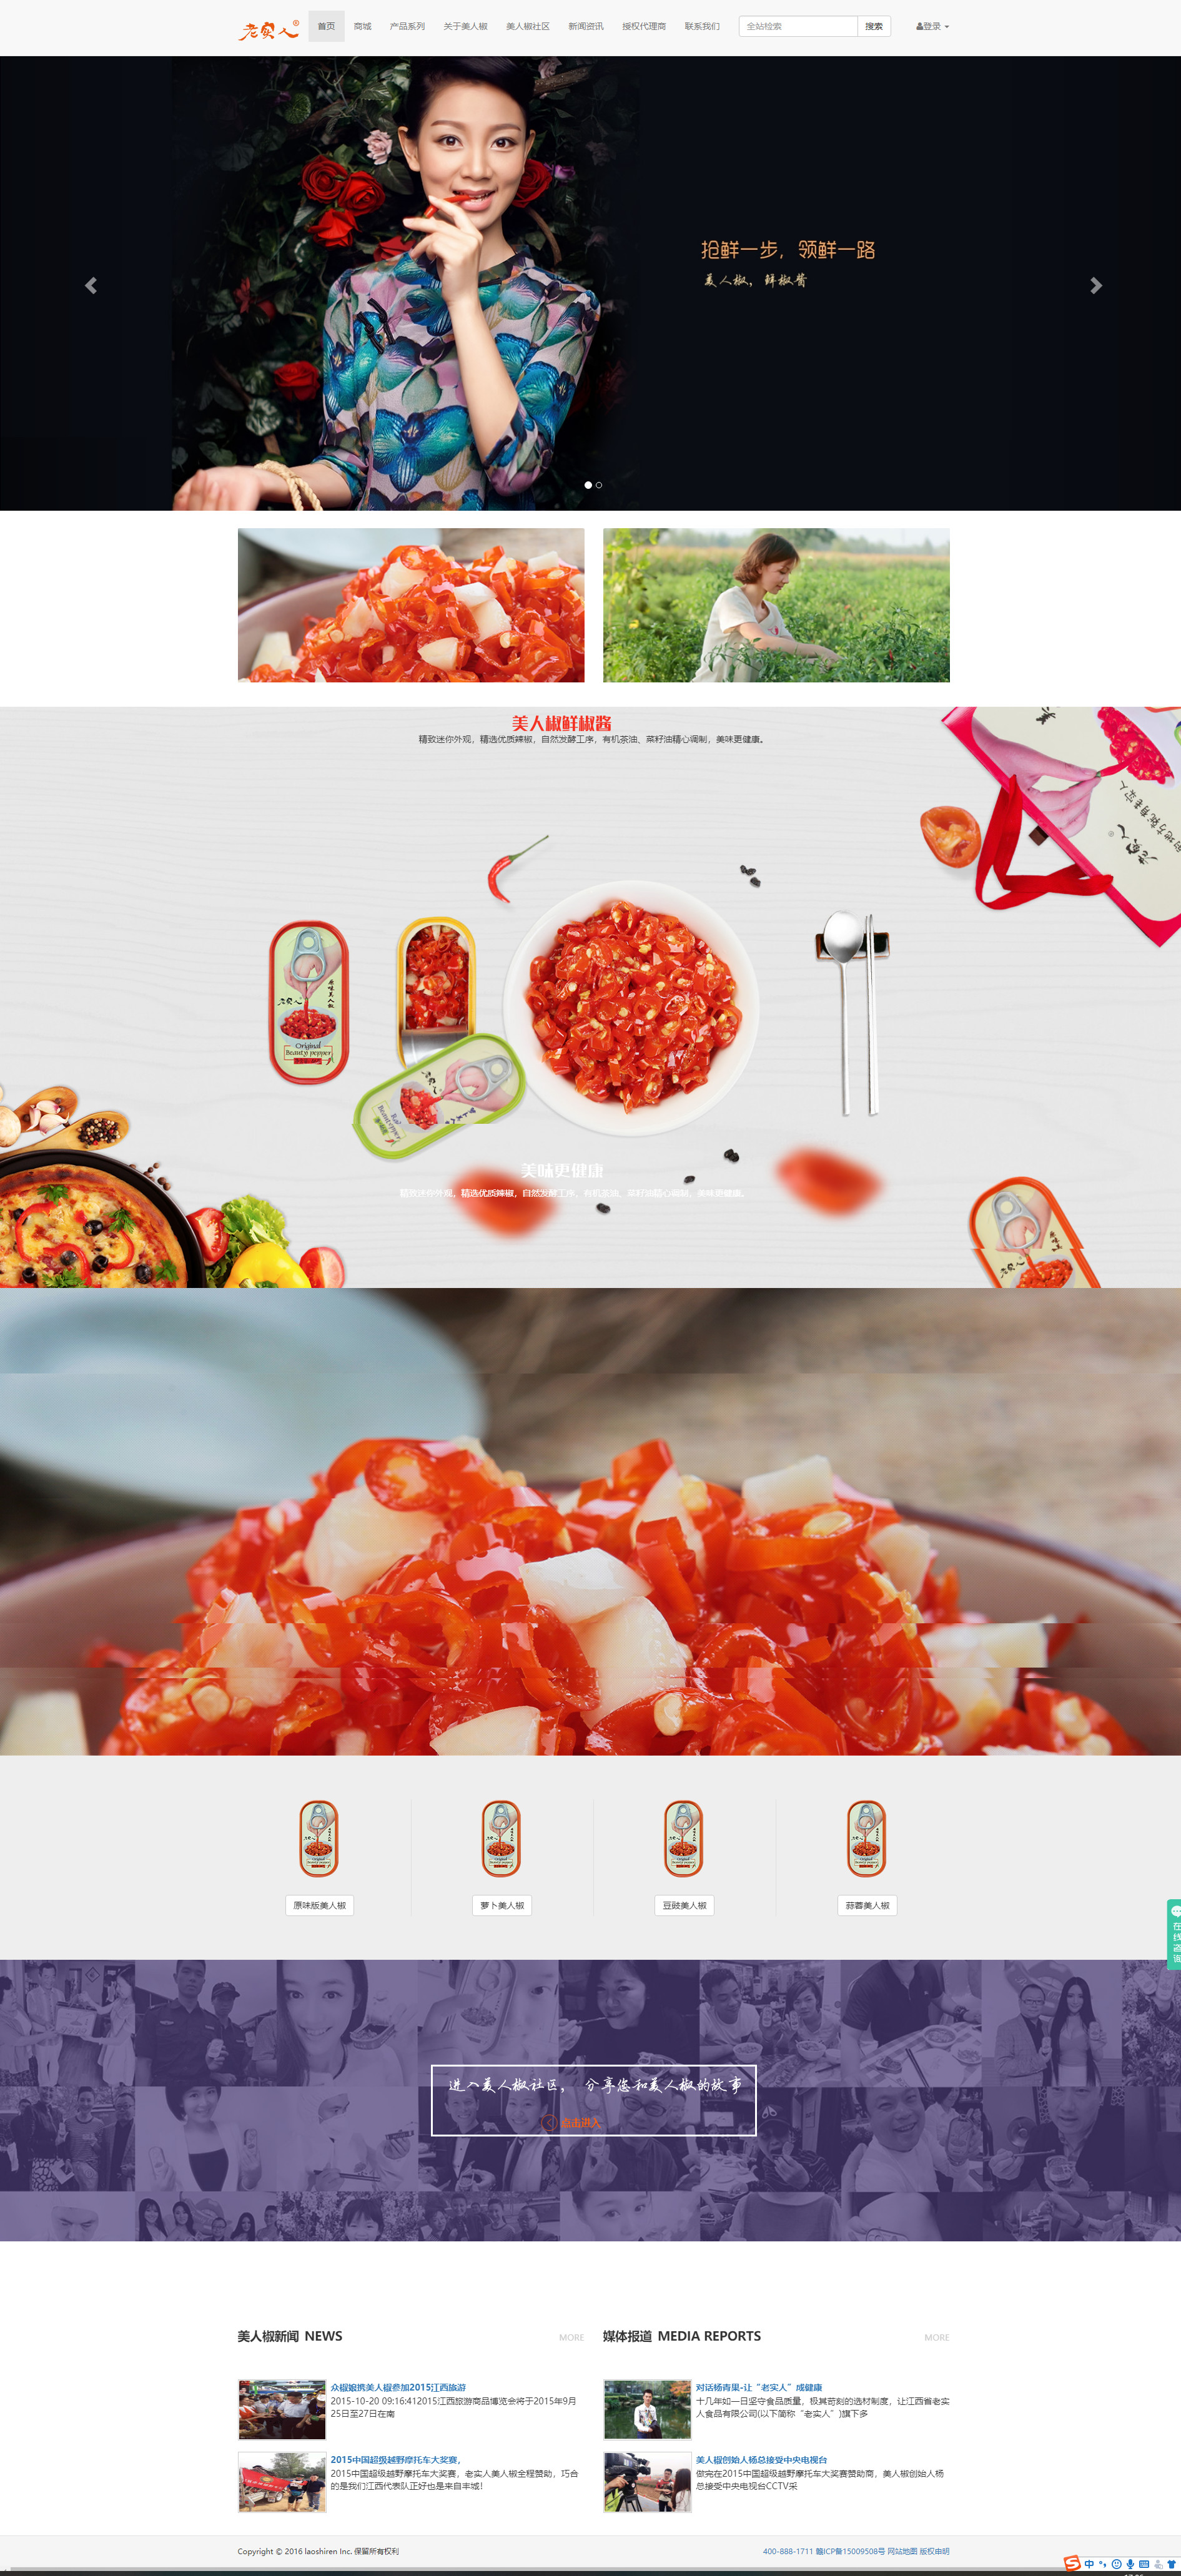 老实人®
首页 商城 产品系列 关于美人椒 美人椒社区 新闻资讯 授权代理商 联系我们 全站检索 搜索 登录
抢鲜一步，领鲜一路
美人椒，鲜椒酱
美人椒鲜椒酱
精致迷你外观，精选优质辣椒，自然发酵工序，有机茶油、菜籽油精心调制，美味更健康。
老实人
原味美人椒
Original
Beauty pepper
美味更健康
精致迷你外观，精选优质辣椒，自然发酵工序，有机茶油、菜籽油精心调制，美味更健康。
原味版美人椒 萝卜美人椒 豆豉美人椒 蒜蓉美人椒
在线咨询
进入美人椒社区， 分享您和美人椒的故事
点击进入
美人椒新闻 NEWS
MORE
众椒娘携美人椒参加2015江西旅游
2015-10-20 09:16:412015江西旅游商品博览会将于2015年9月
25日至27日在南
2015中国超级越野摩托车大奖赛，
2015中国超级越野摩托车大奖赛，老实人美人椒全程赞助，巧合
的是我们江西代表队正好也是来自丰城！
媒体报道 MEDIA REPORTS
MORE
对话杨青果-让“老实人”成健康
十几年如一日坚守食品质量，极其苛刻的选材制度，让江西省老实
人食品有限公司(以下简称“老实人”)旗下多
美人椒创始人杨总接受中央电视台
做完在2015中国超级越野摩托车大奖赛赞助商，美人椒创始人杨
总接受中央电视台CCTV采
Copyright © 2016 laoshiren Inc. 保留所有权利
400-888-1711 赣ICP备15009508号 网站地图 版权申明
中